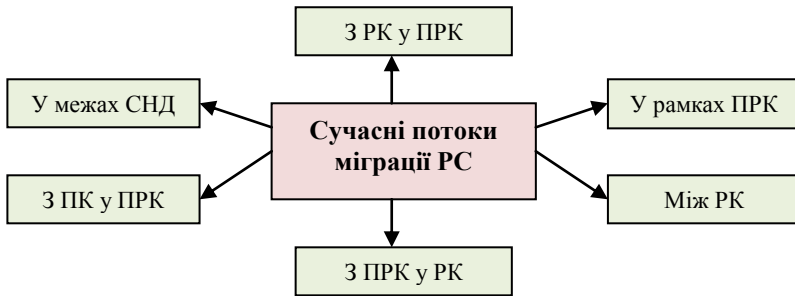 З РК у ПРК
У межах СНД
У рамках ПРК
Сучасні потоки
міграції РС
З ПК у ПРК
Між РК
З ПРК у РК